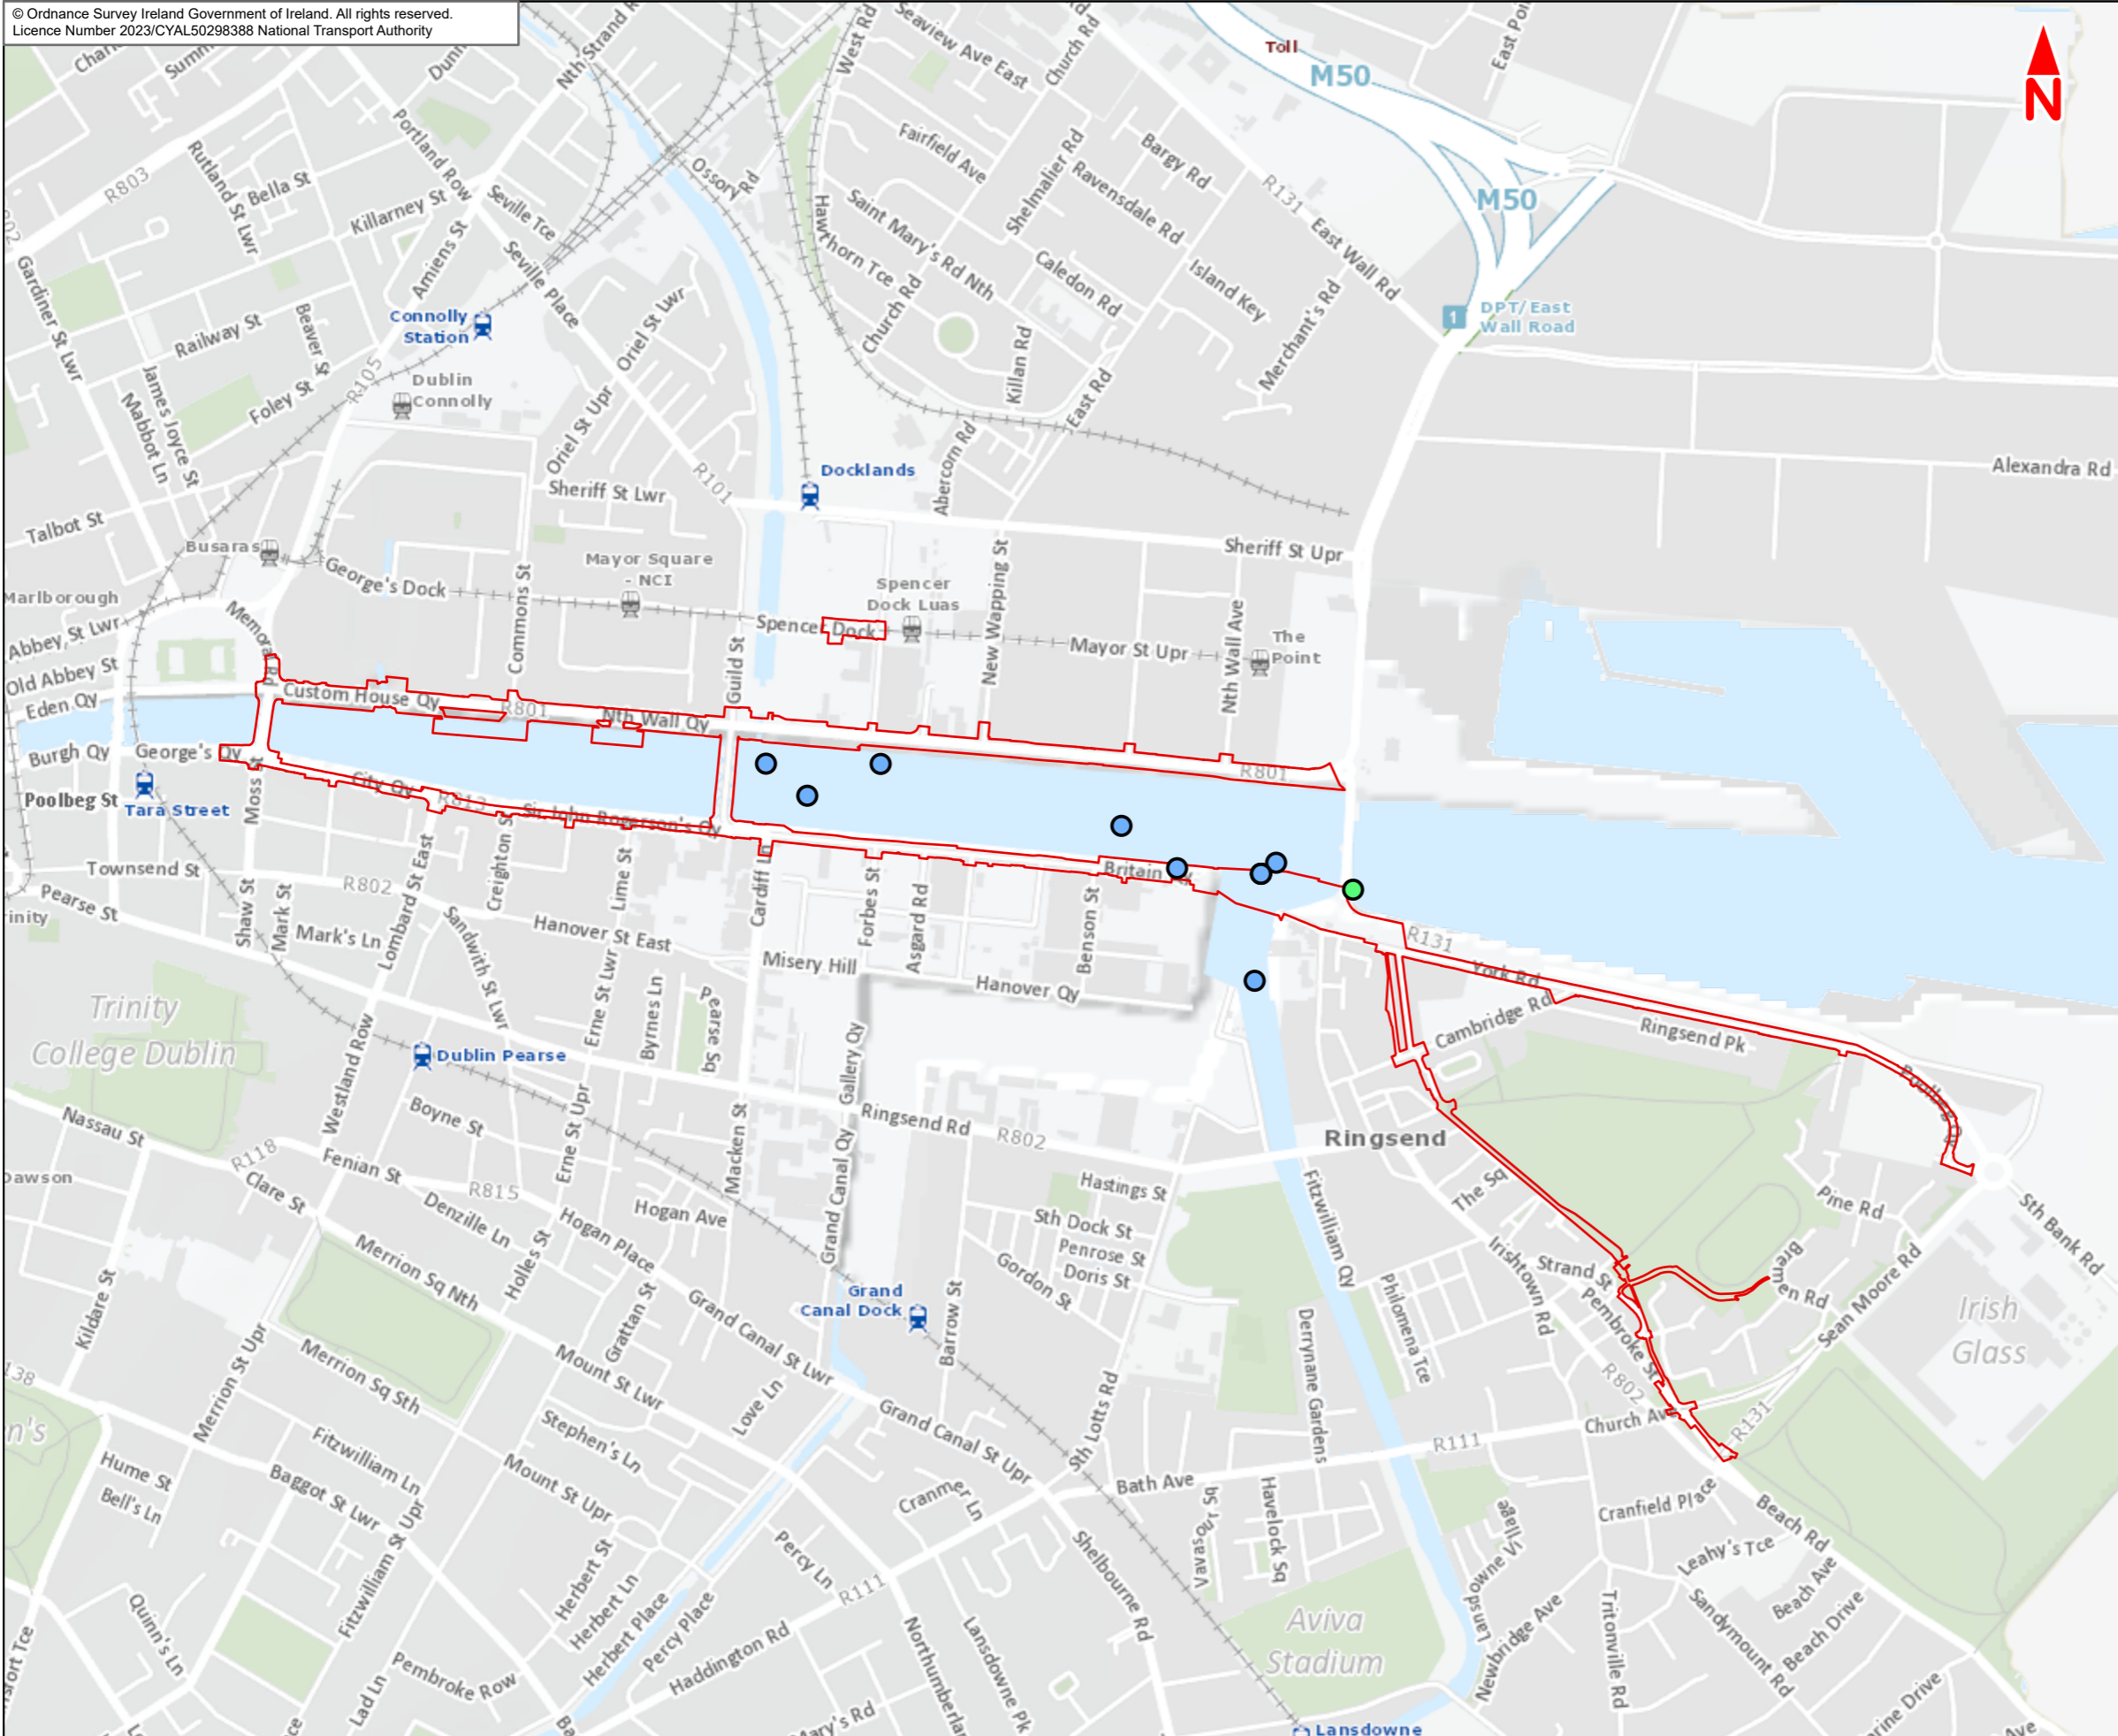 © Ordnance Survey Ireland Government of Ireland. All rights reserved.
Licence Number 2023/CYAL50298388 National Transport Authority
N
Toll
M50
M50
R131
East Wall Rd
1
DPT/East
Wall Road
Alexandra Rd
Nth Strand R
West Rd
Seaview Ave East
Church Rd
Fairfield Ave
Shelmalier Rd
Bargy Rd
Ravensdale Rd
Saint Mary's Rd Nth
Hawthorn Tce
Church Rd
Caledon Rd
Island Key
Merchant's Rd
Killan Rd
East Rd
Abercorn Rd
Ossory Rd
Portland Row
R803
Rutland St Lwr
Bella St
Killarney St
Seville Tce
Amiens St
Seville Place
Gardiner St Lwr
Connolly
Station
Oriel St Lwr
Railway St
Beaver St
R105
Dublin
Connolly
James Joyce St
Mabbot Ln
Foley St
Oriel St Upr
Docklands
R101
Sheriff St Lwr
Talbot St
Sheriff St Upr
Busaras
George's Dock
Mayor Square
- NCI
Commons St
Spencer
Dock Luas
New Wapping St
Marlborough
Abbey St Lwr
Old Abbey St
Eden Qy
Spencer Dock
Mayor St Upr
Nth Wall Ave
The
Point
Guild St
Custom House Qy
R801
Nth Wall Qy
R801
Burgh Qy
George's Qy
Moss St
City Qy
R813
Sir John Rogerson's Qy
Poolbeg St
Tara Street
Britain Qy
Townsend St
R802
Pearse St
Shaw St
Mark St
Mark's Ln
Lombard St East
Creighton St
Lime St
Cardiff Ln
Forbes St
Asgard Rd
Benson St
Sandwith St Lwr
Hanover St East
Misery Hill
Hanover Qy
R131
York Rd
Cambridge Rd
Ringsend Pk
Trinity
College Dublin
Westland Row
Erne St Lwr
Byrnes Ln
Pearse Sq
Gallery Qy
Dublin Pearse
Boyne St
Nassau St
R118
Fenian St
Clare St
R815
Erne St Upr
Macken St
Grand Canal Qy
Ringsend Rd
R802
Ringsend
Hastings St
Sth Dock St
Penrose St
Doris St
Gordon St
Barrow St
The Sq
Fitzwilliam Qy
Pine Rd
Sth Bank Rd
Denzille Ln
Hogan Ave
Hogan Place
Holles St
Merrion Sq Nth
Kildare St
Grattan St
Grand Canal St Lwr
Grand
Canal Dock
Irishtown Rd
Strand St
Pembroke St
Bremen Rd
Sean Moore Rd
Irish
Glass
Merrion St Upr
Merrion Sq Sth
Mount St Lwr
Love Ln
Stephen's Ln
Grand Canal St Upr
Sth Lotts Rd
Derrynane Gardens
Philomena Tce
R802
Church Ave
R131
R111
Hume St
Bell's Ln
Fitzwilliam Ln
Baggot St Lwr
Mount St Upr
Cranmer Ln
Bath Ave
Vavasour Sq
Havelock Sq
Cranfield Place
Beach Rd
Leahy's Tce
Beach Ave
Beach Drive
Fitzwilliam St Upr
Herbert St
Herbert Ln
Herbert Place
Percy Place
Percy Ln
R111
Shelbourne Rd
Lansdowne Village
Newbridge Ave
Tritonville Rd
Sandymount Rd
Quinn's Ln
Pembroke Row
Lad Ln
Haddington Rd
Lansdowne Pk
Aviva
Stadium
Lansdowne